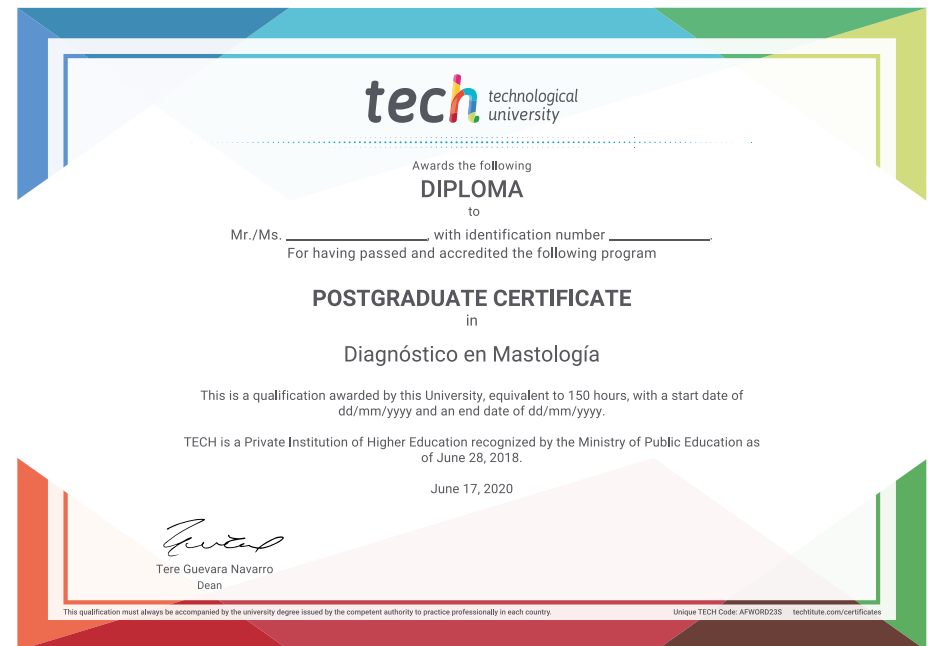 tech technological
university
Awards the following
DIPLOMA
to
Mr./Ms. ____________________, with identification number ______________.
For having passed and accredited the following program
POSTGRADUATE CERTIFICATE
in
Diagnóstico en Mastología
This is a qualification awarded by this University, equivalent to 150 hours, with a start date of
dd/mm/yyyy and an end date of dd/mm/yyyy.
TECH is a Private Institution of Higher Education recognized by the Ministry of Public Education as
of June 28, 2018.
June 17, 2020
Tere Guevara Navarro
Dean
This qualification must always be accompanied by the university degree issued by the competent authority to practice professionally in each country.
Unique TECH Code: AFWORD23S techtitute.com/certificates